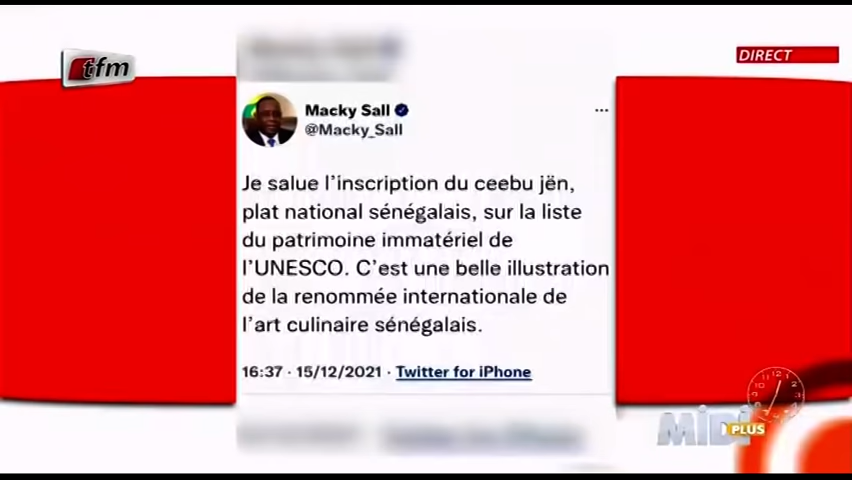 tfm
DIRECT
Macky Sall
@Macky_Sall
Je salue l'inscription du ceebu jën,
plat national sénégalais, sur la liste
du patrimoine immatériel de
l'UNESCO. C'est une belle illustration
de la renommée internationale de
l'art culinaire sénégalais.
16:37 · 15/12/2021 · Twitter for iPhone
MiDi
PLUS